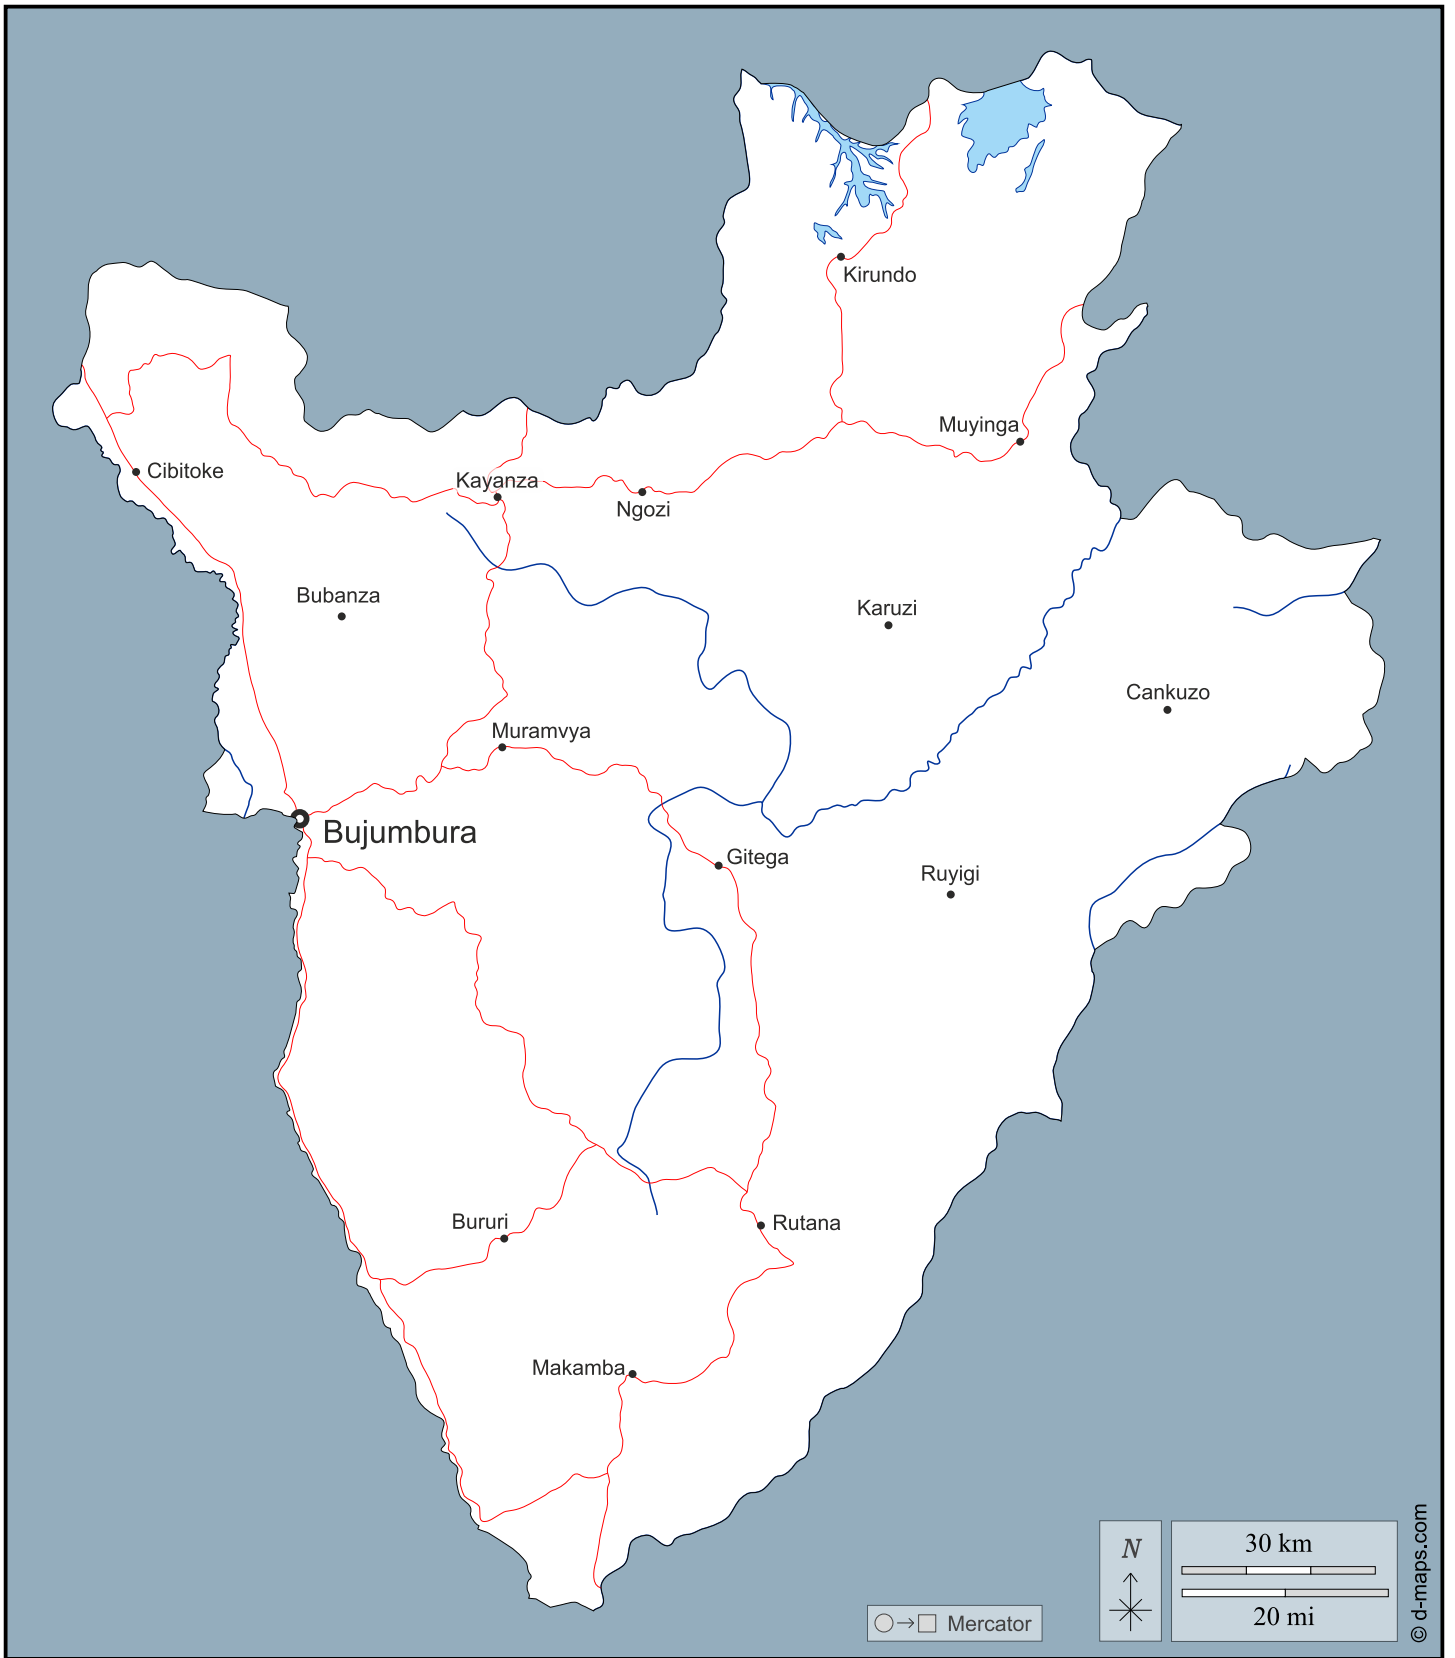 Kirundo
Muyinga
Cibitoke
Kayanza
Ngozi
Bubanza
Karuzi
Cankuzo
Muramvya
Bujumbura
Gitega
Ruyigi
Bururi
Rutana
Makamba
N
30 km
20 mi
Mercator
© d-maps.com